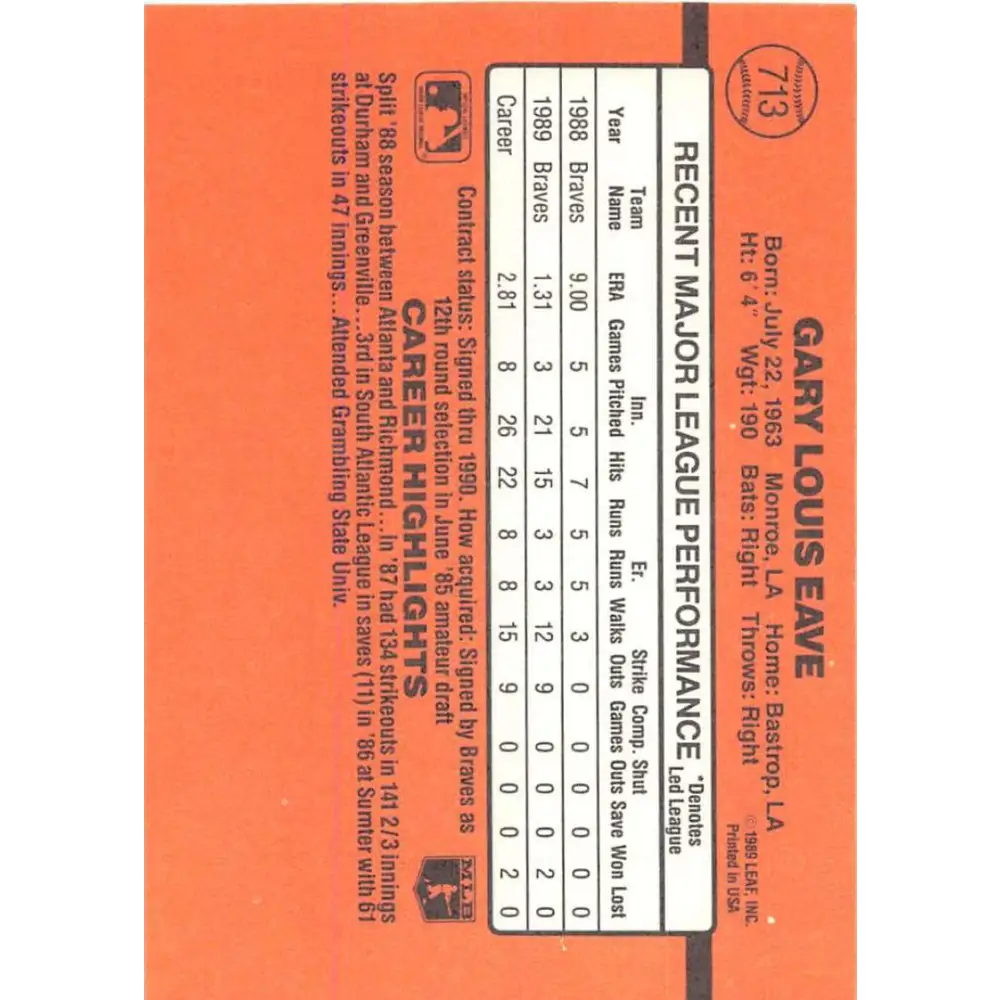 713
GARY LOUIS EAVE
Born: July 22, 1963 Monroe, LA Home: Bastrop, LA
Ht: 6' 4" Wgt: 190 Bats: Right Throws: Right
© 1989 LEAF, INC.
Printed in USA
RECENT MAJOR LEAGUE PERFORMANCE *Denotes Led League
Year Team Name ERA Games Inn. Pitched Hits Runs Er. Runs Walks Strike Outs Comp. Games Shut Outs Save Won Lost
1988 Braves 9.00 5 5 7 5 5 3 0 0 0 0 0 0
1989 Braves 1.31 3 21 15 3 3 12 9 0 0 0 2 0
Career 2.81 8 26 22 8 8 15 9 0 0 0 2 0
Contract status: Signed thru 1990. How acquired: Signed by Braves as
12th round selection in June '85 amateur draft
MLB
CAREER HIGHLIGHTS
Split '88 season between Atlanta and Richmond...In '87 had 134 strikeouts in 141 2/3 innings
at Durham and Greenville...3rd in South Atlantic League in saves (11) in '86 at Sumter with 61
strikeouts in 47 innings...Attended Grambling State Univ.